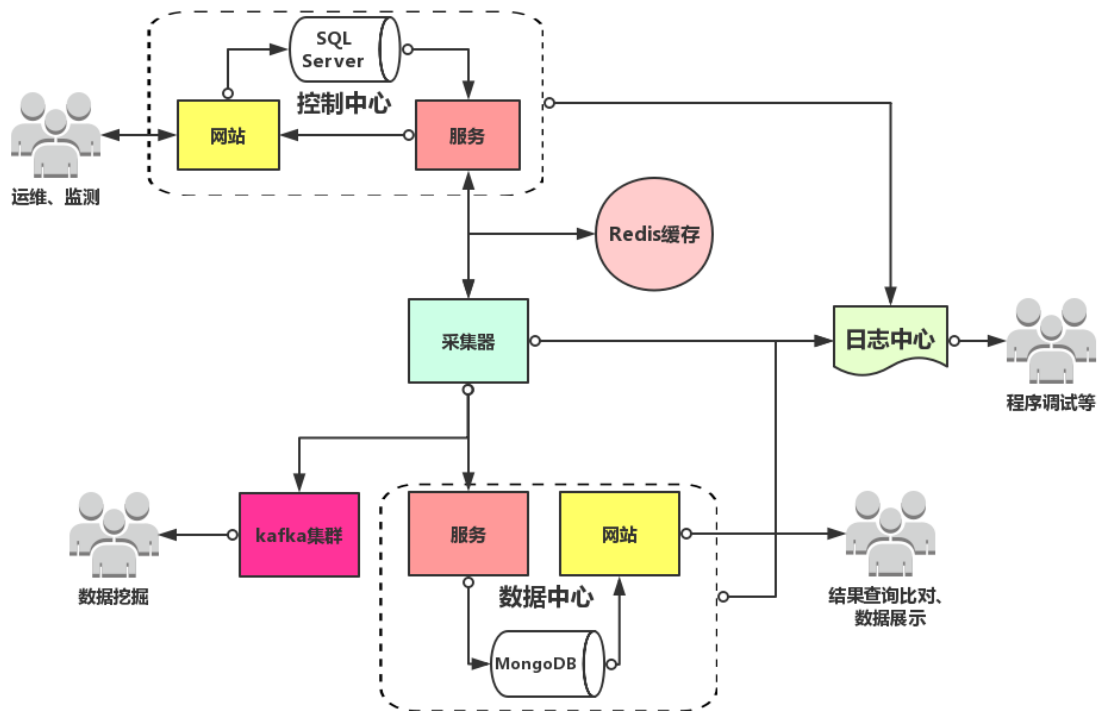 SQL
Server
控制中心
网站
服务
运维、监测
Redis缓存
采集器
日志中心
程序调试等
kafka集群
服务
网站
数据挖掘
数据中心
结果查询比对、
数据展示
MongoDB